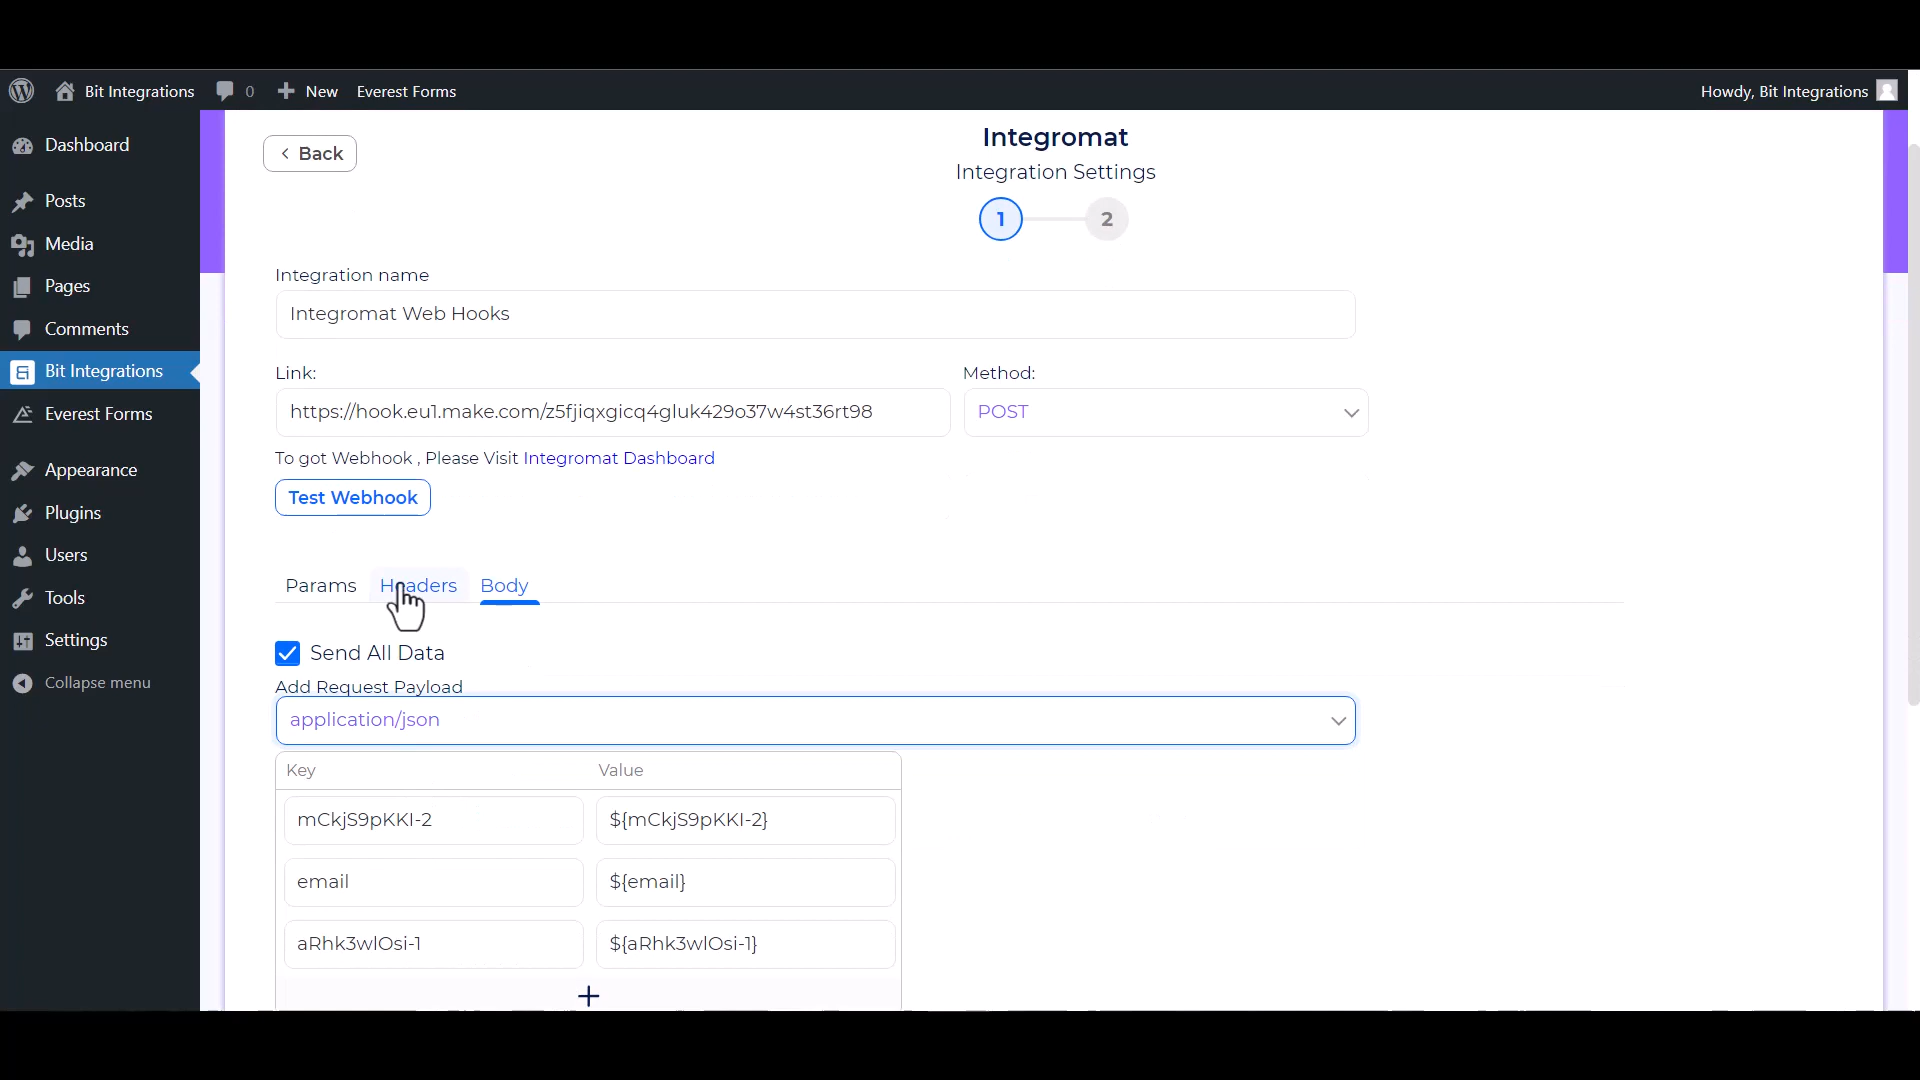 Bit Integrations 0 New Everest Forms Howdy, Bit Integrations
Dashboard
Posts
Media
Pages
Comments
Bit Integrations
Everest Forms
Appearance
Plugins
Users
Tools
Settings
Collapse menu
Back
Integromat
Integration Settings
1 2
Integration name
Integromat Web Hooks
Link: Method:
https://hook.eu1.make.com/z5fjiqxgicq4gluk429o37w4st36rt98 POST
To got Webhook , Please Visit Integromat Dashboard
Test Webhook
Params Headers Body
Send All Data
Add Request Payload
application/json
Key Value
mCkjS9pKKI-2 ${mCkjS9pKKI-2}
email ${email}
aRhk3wlOsi-1 ${aRhk3wlOsi-1}
+